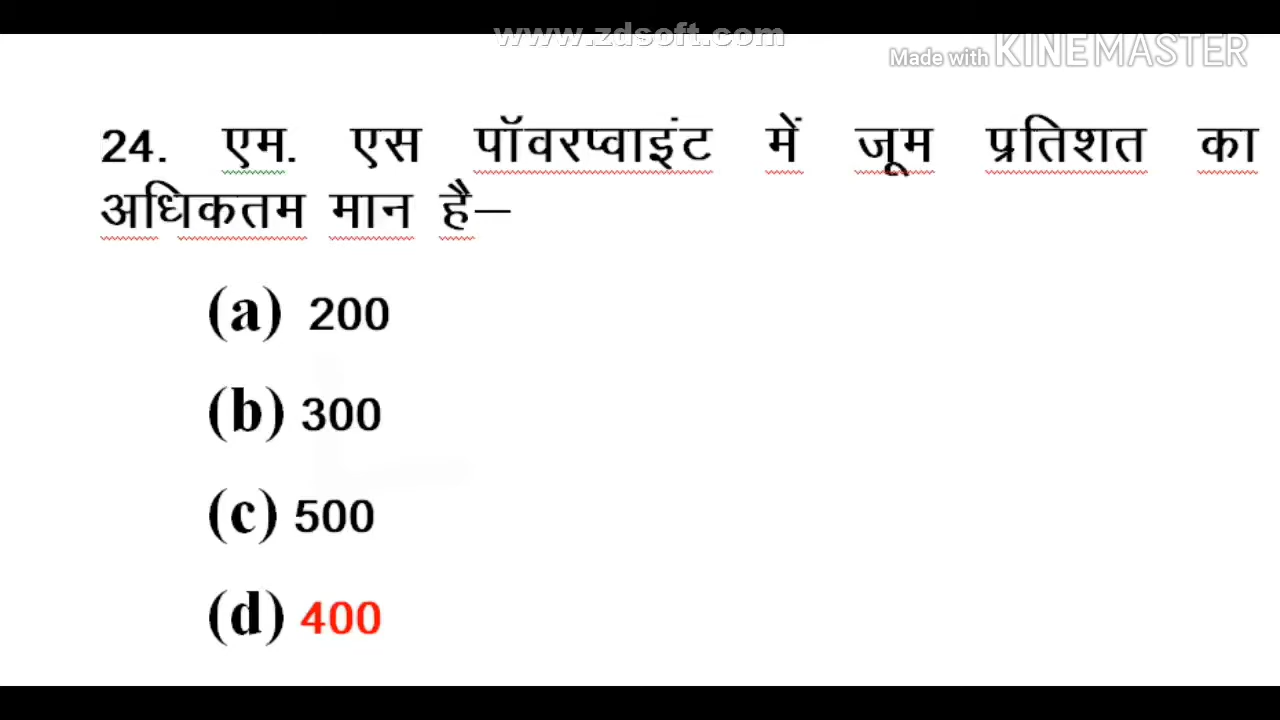 www.zdsoft.com
Made with KINEMASTER
24. एम. एस पॉवरप्वाइंट में जूम प्रतिशत का
अधिकतम मान है–
(a) 200
(b) 300
(c) 500
(d) 400